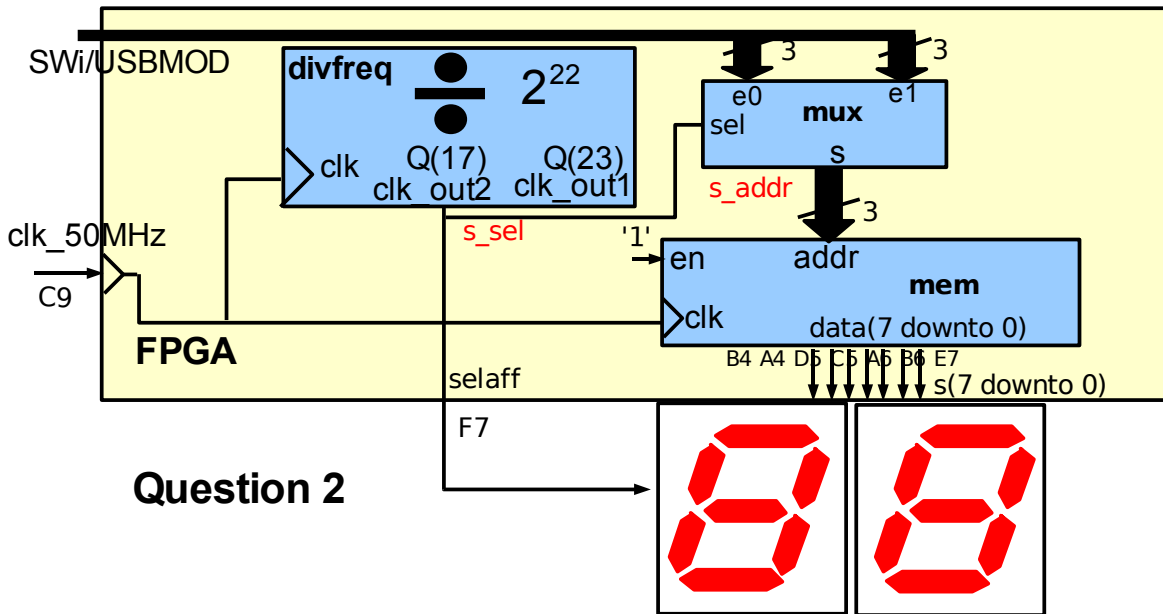 SWi/USBMOD
divfreq
2^22
3
3
e0
e1
mux
sel
s
clk
Q(17)
Q(23)
clk_out2
clk_out1
s_addr
3
s_sel
clk_50MHz
'1'
en
addr
mem
C9
clk
data(7 downto 0)
FPGA
B4 A4 D5 C5 A6 B6 E7
s(7 downto 0)
selaff
F7
Question 2
88